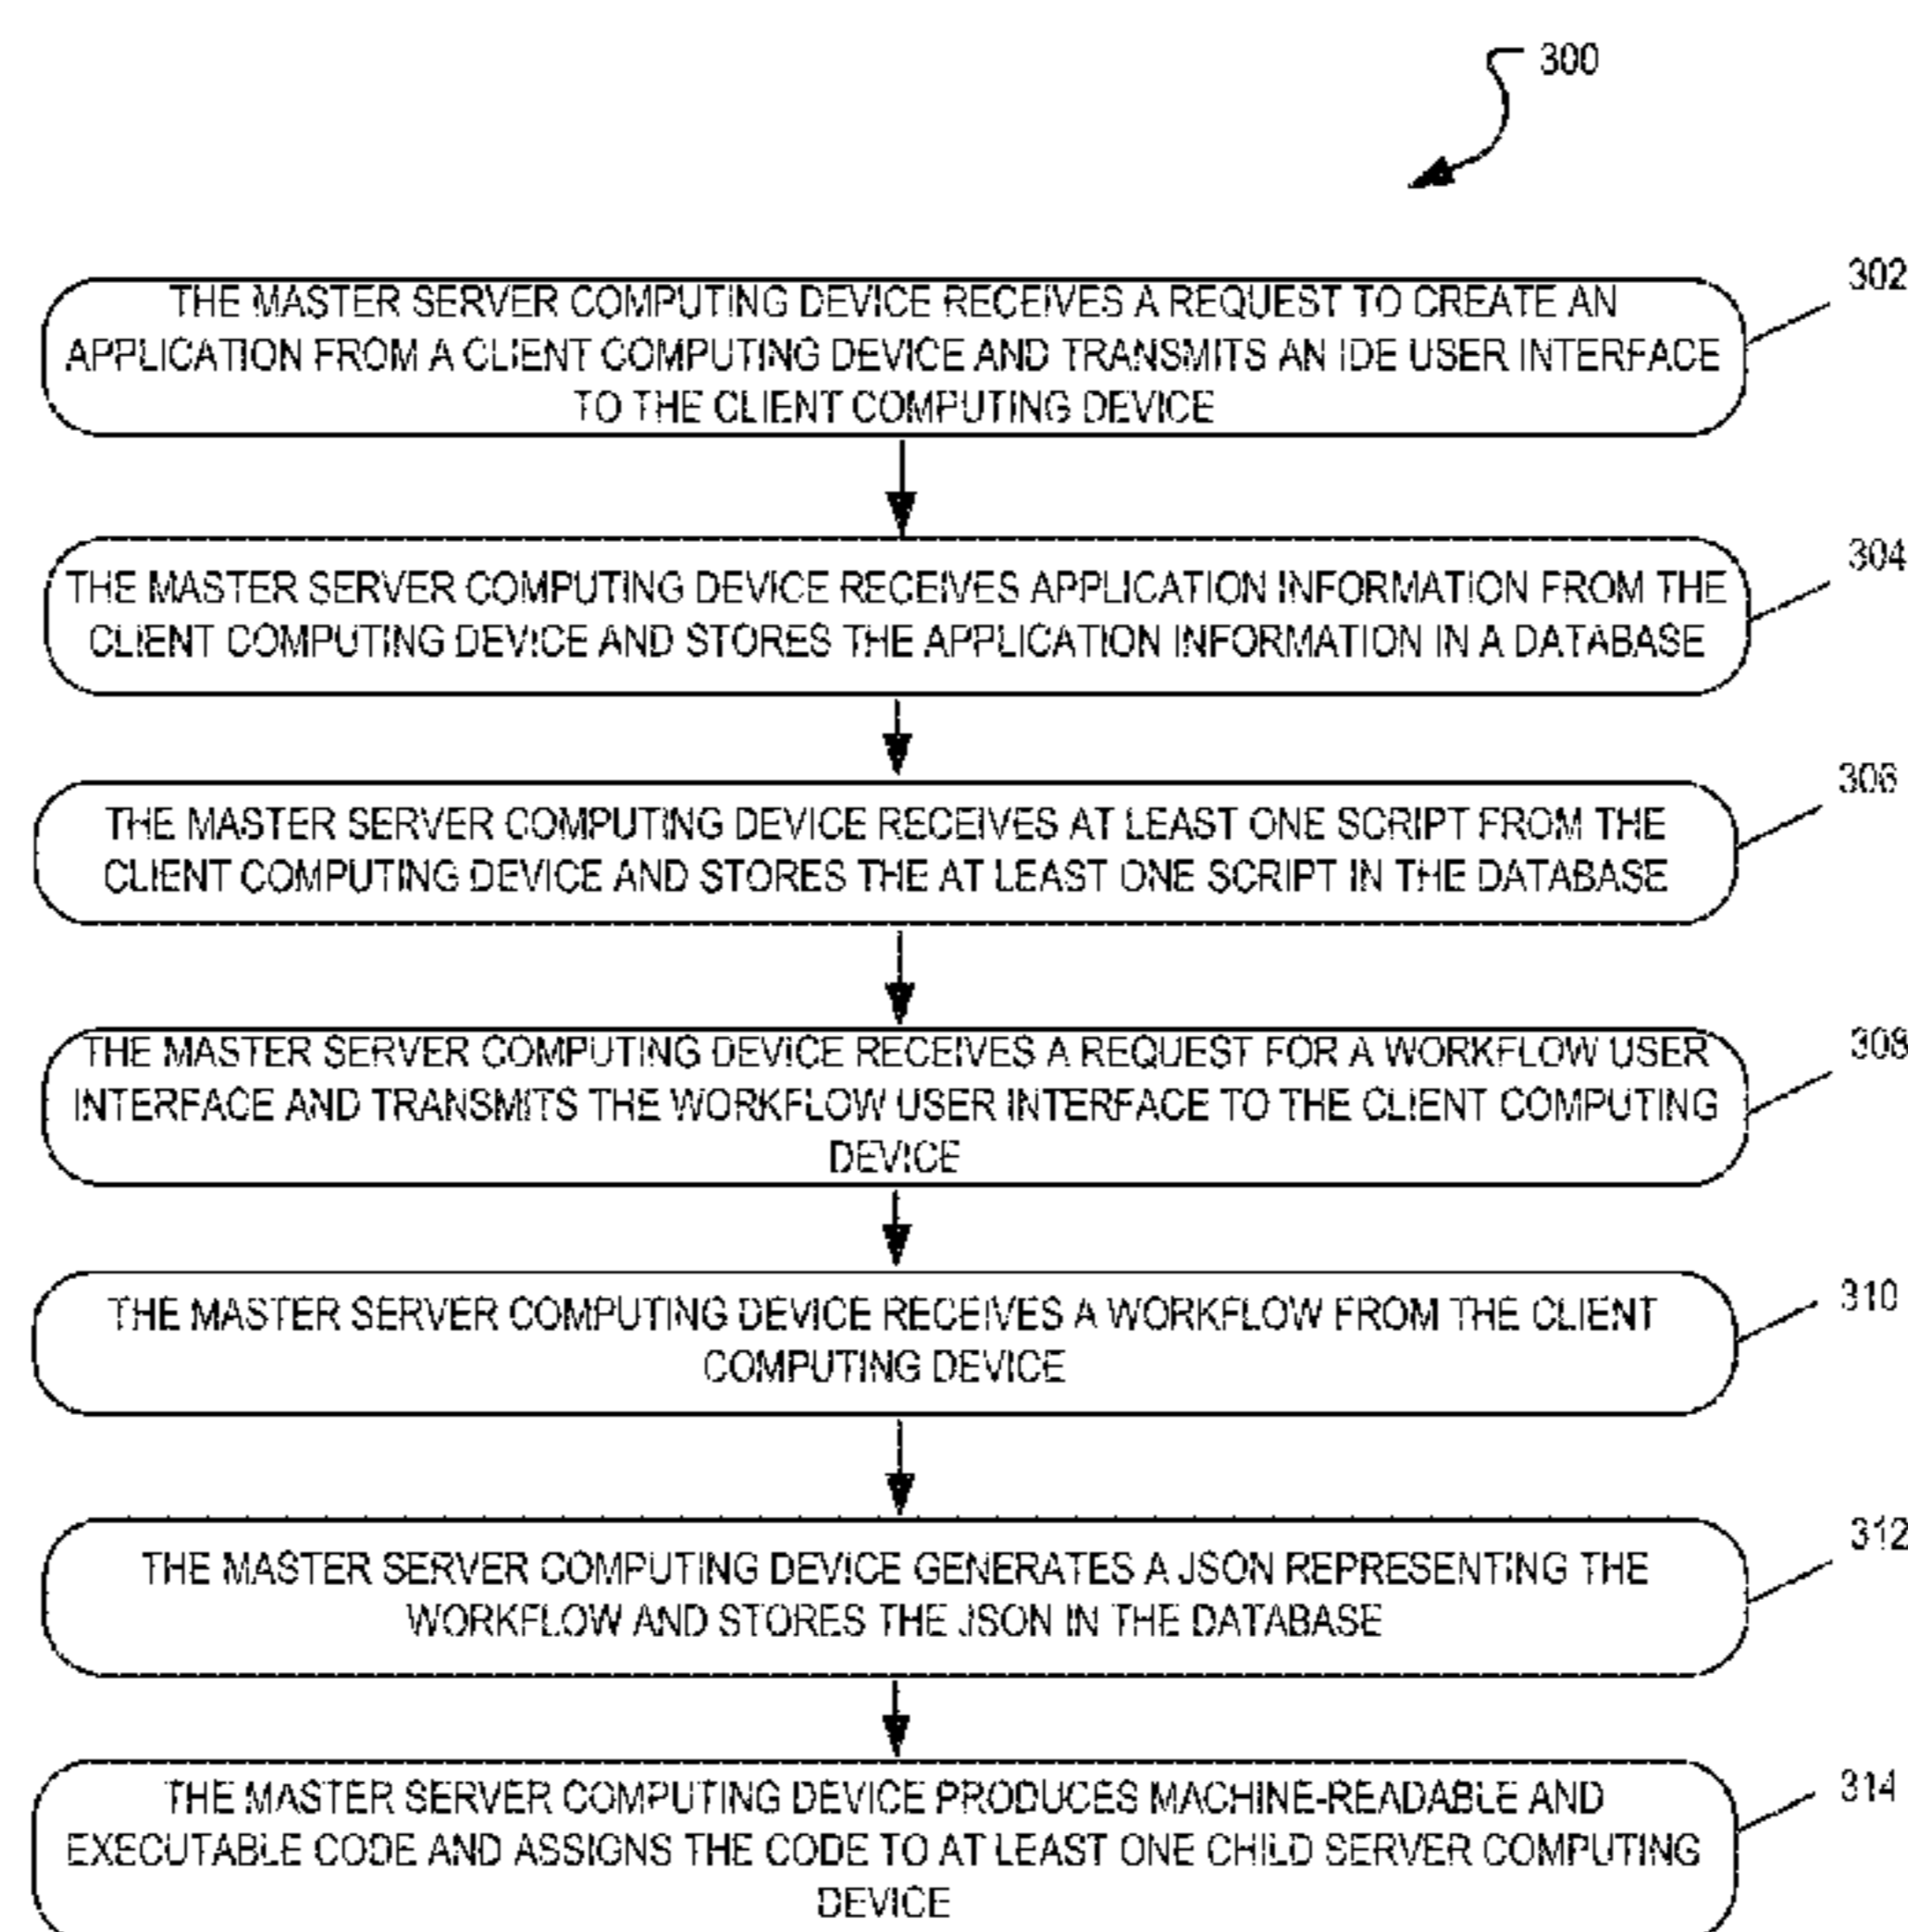 300
302
THE MASTER SERVER COMPUTING DEVICE RECEIVES A REQUEST TO CREATE AN
APPLICATION FROM A CLIENT COMPUTING DEVICE AND TRANSMITS AN IDE USER INTERFACE
TO THE CLIENT COMPUTING DEVICE
304
THE MASTER SERVER COMPUTING DEVICE RECEIVES APPLICATION INFORMATION FROM THE
CLIENT COMPUTING DEVICE AND STORES THE APPLICATION INFORMATION IN A DATABASE
306
THE MASTER SERVER COMPUTING DEVICE RECEIVES AT LEAST ONE SCRIPT FROM THE
CLIENT COMPUTING DEVICE AND STORES THE AT LEAST ONE SCRIPT IN THE DATABASE
308
THE MASTER SERVER COMPUTING DEVICE RECEIVES A REQUEST FOR A WORKFLOW USER
INTERFACE AND TRANSMITS THE WORKFLOW USER INTERFACE TO THE CLIENT COMPUTING
DEVICE
310
THE MASTER SERVER COMPUTING DEVICE RECEIVES A WORKFLOW FROM THE CLIENT
COMPUTING DEVICE
312
THE MASTER SERVER COMPUTING DEVICE GENERATES A JSON REPRESENTING THE
WORKFLOW AND STORES THE JSON IN THE DATABASE
314
THE MASTER SERVER COMPUTING DEVICE PRODUCES MACHINE-READABLE AND
EXECUTABLE CODE AND ASSIGNS THE CODE TO AT LEAST ONE CHILD SERVER COMPUTING
DEVICE